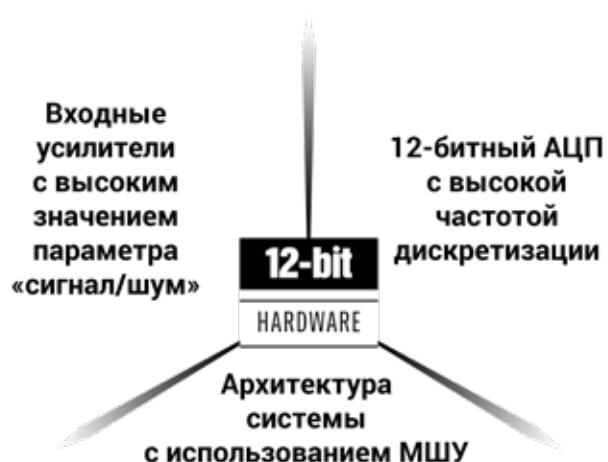 Входные
усилители
с высоким
значением
параметра
«сигнал/шум»
12-битный АЦП
с высокой
частотой
дискретизации
12-bit
HARDWARE
Архитектура
системы
с использованием МШУ